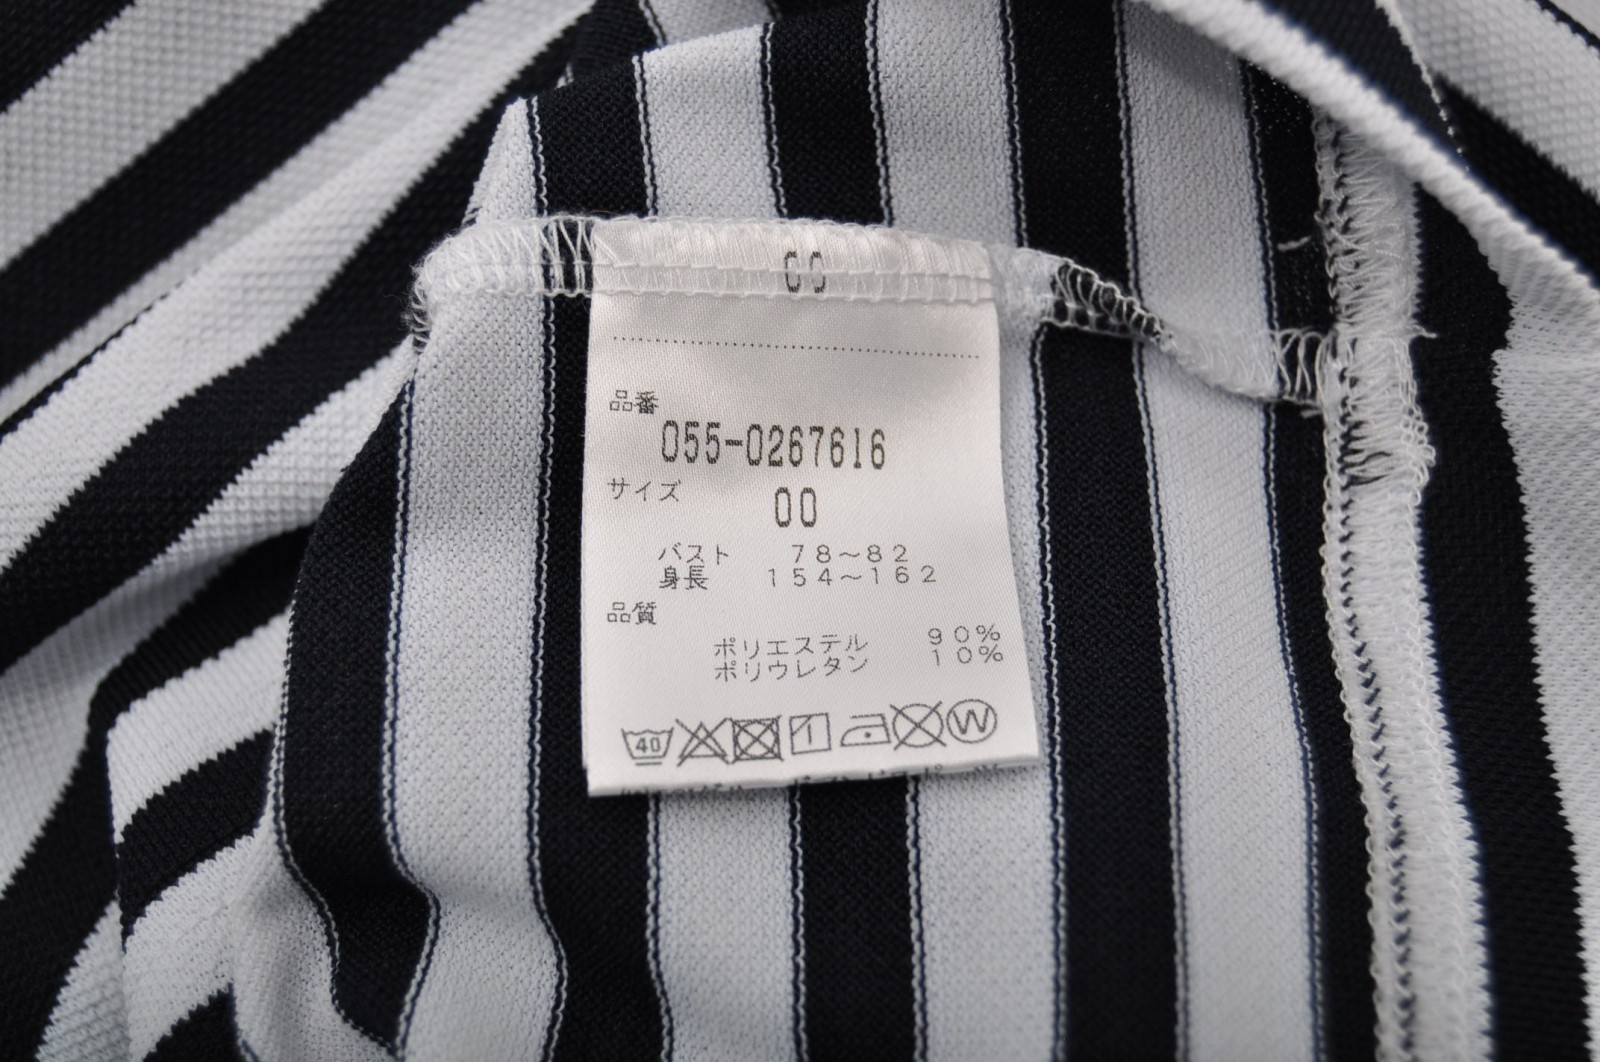 00
品番
055-0267616
サイズ
00
バスト 78〜82
身長 154〜162
品質
ポリエステル 90%
ポリウレタン 10%
40 W